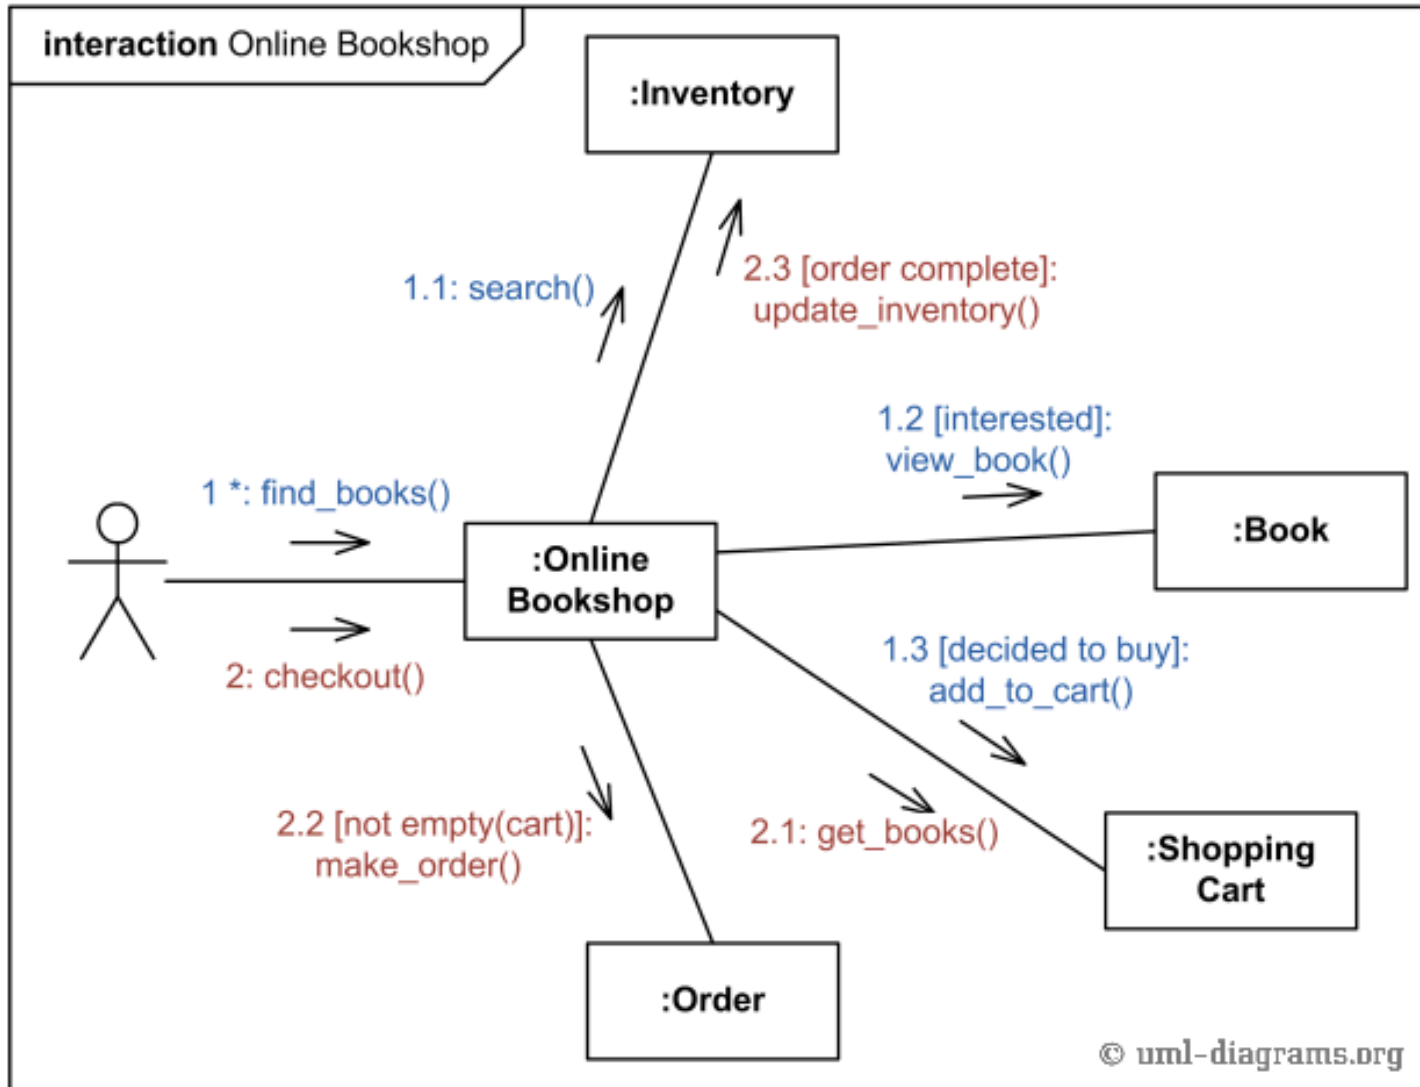 interaction Online Bookshop
:Inventory
1.1: search()
2.3 [order complete]:
update_inventory()
1.2 [interested]:
view_book()
1 *: find_books()
:Online
Bookshop
:Book
2: checkout()
1.3 [decided to buy]:
add_to_cart()
2.2 [not empty(cart)]:
make_order()
2.1: get_books()
:Shopping
Cart
:Order
© uml-diagrams.org